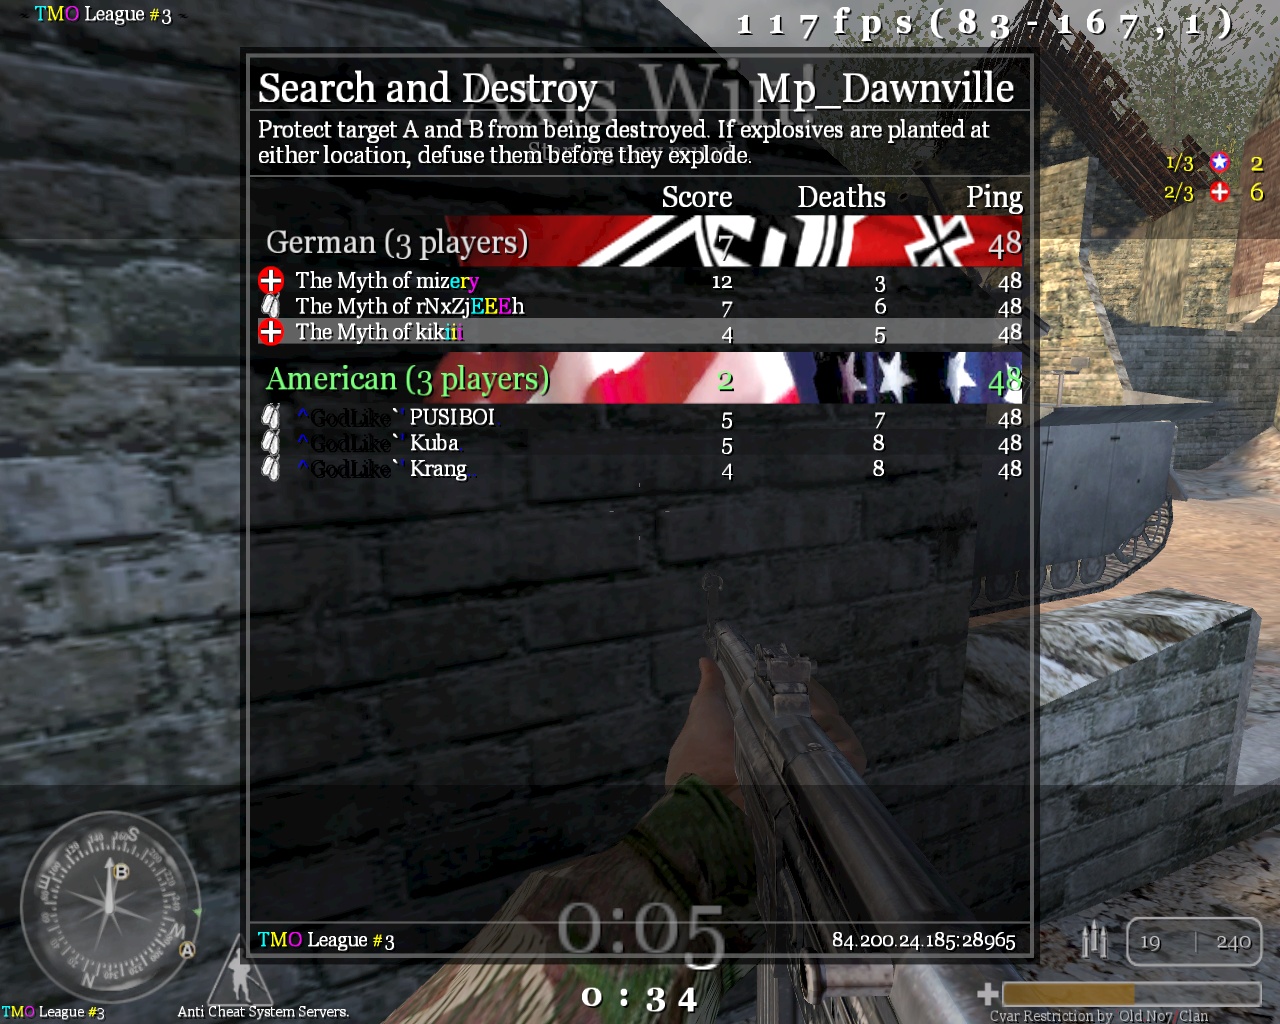 TMO League #3
117fps(83-167,1)
Axis Win!
Search and Destroy Mp_Dawnville
Protect target A and B from being destroyed. If explosives are planted at
either location, defuse them before they explode.
Starting new round
1/3 2
2/3 6
Score Deaths Ping
German (3 players) 7 48
The Myth of mizery 12 3 48
The Myth of rNxZjEEEh 7 6 48
The Myth of kikiii 4 5 48
American (3 players) 2 48
^GodLike`' PUSIBOI 5 7 48
^GodLike`' Kuba 5 8 48
^GodLike`' Krang 4 8 48
S
B
W
A
E
N
0:05
TMO League #3 84.200.24.185:28965
19 | 240
0:34
TMO League #3
Anti Cheat System Servers.
Cvar Restriction by Old No7 Clan